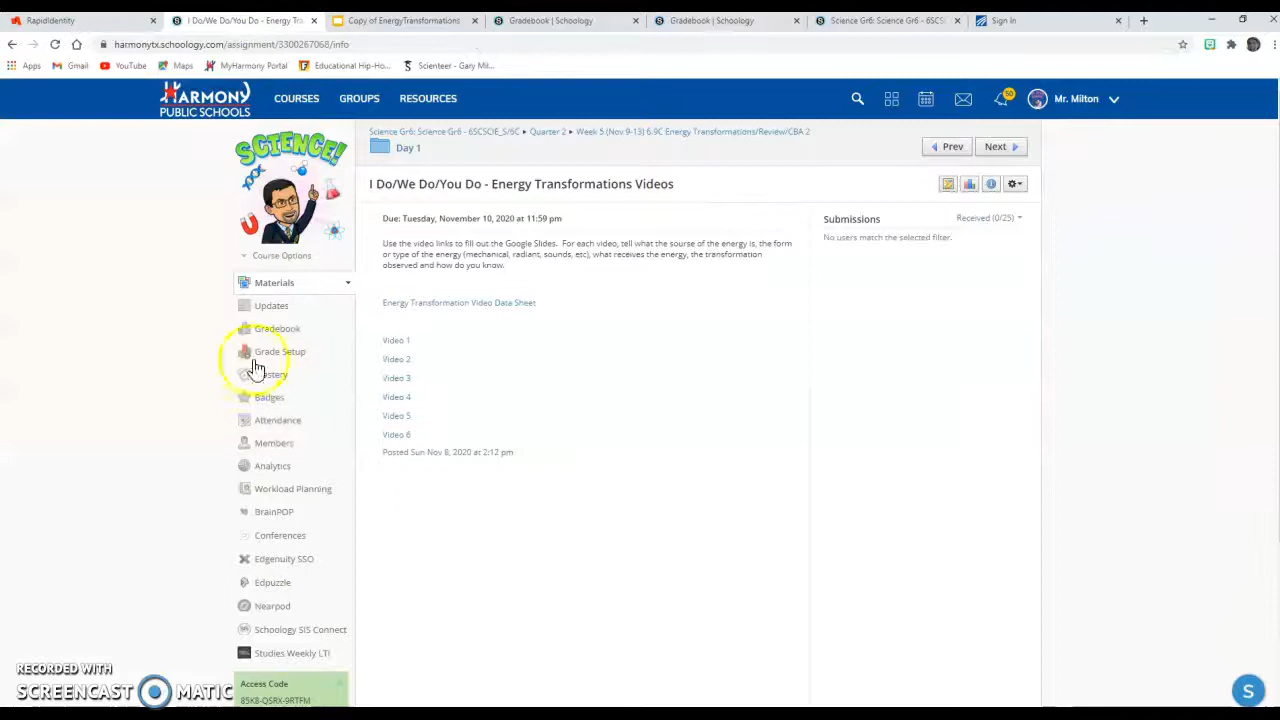 RapidIdentity
I Do/We Do/You Do - Energy Tra
Copy of EnergyTransformations
Gradebook | Schoology
Gradebook | Schoology
Science Gr6: Science Gr6 - 6SCS
Sign In
harmonytx.schoology.com/assignment/3300267068/info
Apps
Gmail
YouTube
Maps
MyHarmony Portal
Educational Hip-Ho...
Scienteer - Gary Mil...
HARMONY
PUBLIC SCHOOLS
COURSES
GROUPS
RESOURCES
50
Mr. Milton
SCIENCE!
Science Gr6: Science Gr6 - 6SCSCIE_S/6C ▸ Quarter 2 ▸ Week 5 (Nov 9-13) 6.9C Energy Transformations/Review/CBA 2
Day 1
Prev
Next
I Do/We Do/You Do - Energy Transformations Videos
Due: Tuesday, November 10, 2020 at 11:59 pm
Use the video links to fill out the Google Slides. For each video, tell what the sourse of the energy is, the form
or type of the energy (mechanical, radiant, sounds, etc), what receives the energy, the transformation
observed and how do you know.
Energy Transformation Video Data Sheet
Video 1
Video 2
Video 3
Video 4
Video 5
Video 6
Posted Sun Nov 8, 2020 at 2:12 pm
Submissions
Received (0/25)
No users match the selected filter.
Course Options
Materials
Updates
Gradebook
Grade Setup
Badges
Attendance
Members
Analytics
Workload Planning
BrainPOP
Conferences
Edgenuity SSO
Edpuzzle
Nearpod
Schoology SIS Connect
Studies Weekly LTI
Access Code
85K8-QSRX-9RTFM
RECORDED WITH
SCREENCAST MATIC
S